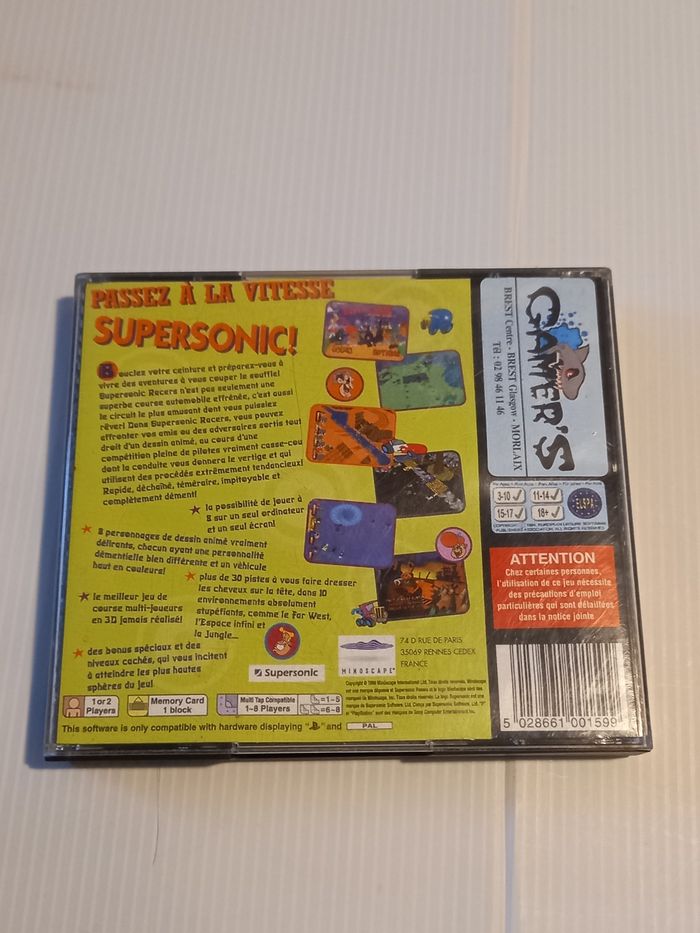 PASSEZ À LA VITESSE
SUPERSONIC!
Bouclez votre ceinture et préparez-vous à
vivre des aventures à vous couper le souffle!
Supersonic Racers n'est pas seulement une
superbe course automobile effrénée, c'est aussi
le circuit le plus amusant dont vous puissiez
rêver! Dans Supersonic Racers, vous pouvez
affronter vos amis ou des adversaires sortis tout
droit d'un dessin animé, au cours d'une
compétition pleine de pilotes vraiment casse-cou
dont la conduite vous donnera le vertige et qui
utilisent des procédés extrêmement tendancieux!
Rapide, déchaîné, téméraire, impitoyable et
complètement dément!
★ la possibilité de jouer à
8 sur un seul ordinateur
et un seul écran!
★ 8 personnages de dessin animé vraiment
délirants, chacun ayant une personnalité
démentielle bien différente et un véhicule
haut en couleurs!
★ plus de 30 pistes à vous faire dresser
les cheveux sur la tête, dans 10
environnements absolument
stupéfiants, comme le Far West,
l'Espace infini et
la Jungle...
★ le meilleur jeu de
course multi-joueurs
en 3D jamais réalisé!
★ des bonus spéciaux et des
niveaux cachés, qui vous incitent
à atteindre les plus hautes
sphères du jeu!
Supersonic
MINDSCAPE
74 D RUE DE PARIS
35069 RENNES CEDEX
FRANCE
1 or 2
Players
Memory Card
1 block
Multi Tap Compatible
1-8 Players
=1-5
=6-8
This software is only compatible with hardware displaying " " and PAL
GAMER'S
BREST Centre - BREST Glasgow - MORLAIX
Tél : 02 98 46 11 46
3-10 ✓ 11-14 ✓
15-17 ✓ 18+ ✓
ELSPA
ATTENTION
Chez certaines personnes,
l'utilisation de ce jeu nécessite
des précautions d'emploi
particulières qui sont détaillées
dans la notice jointe
5 028661 001599